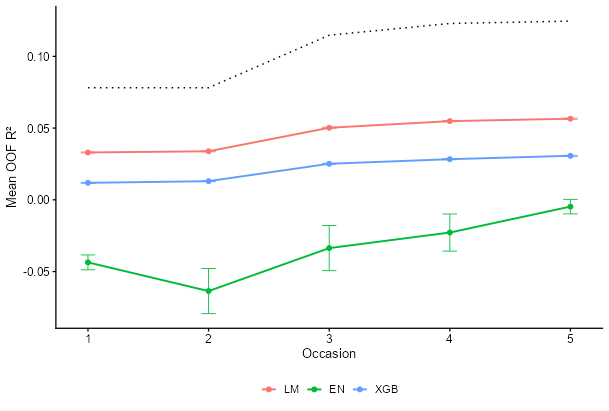 Mean OOF R²
0.10
0.05
0.00
-0.05
1 2 3 4 5
Occasion
LM EN XGB